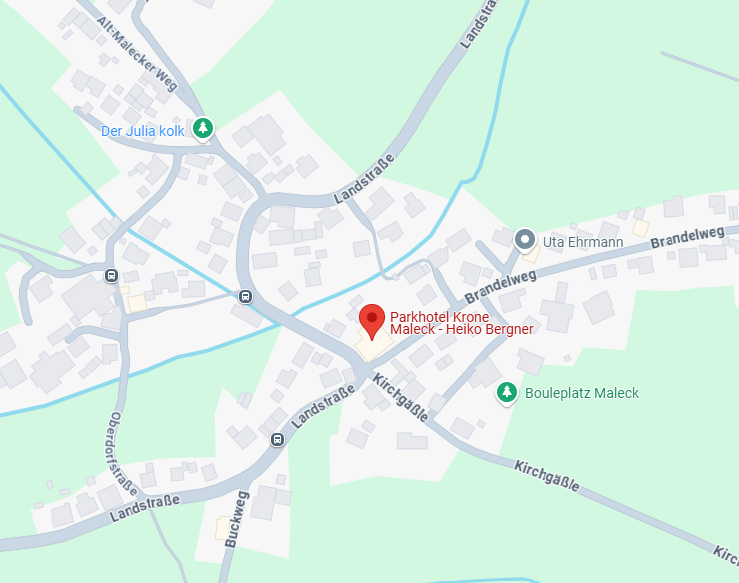 Alt-Malecker Weg
Landstraße
Der Julia kolk
Landstraße
Uta Ehrmann
Brandelweg
Brandelweg
Parkhotel Krone
Maleck - Heiko Bergner
Kirchgäßle
Bouleplatz Maleck
Landstraße
Oberdorfstraße
Kirchgäßle
Landstraße
Buckweg
Kirc